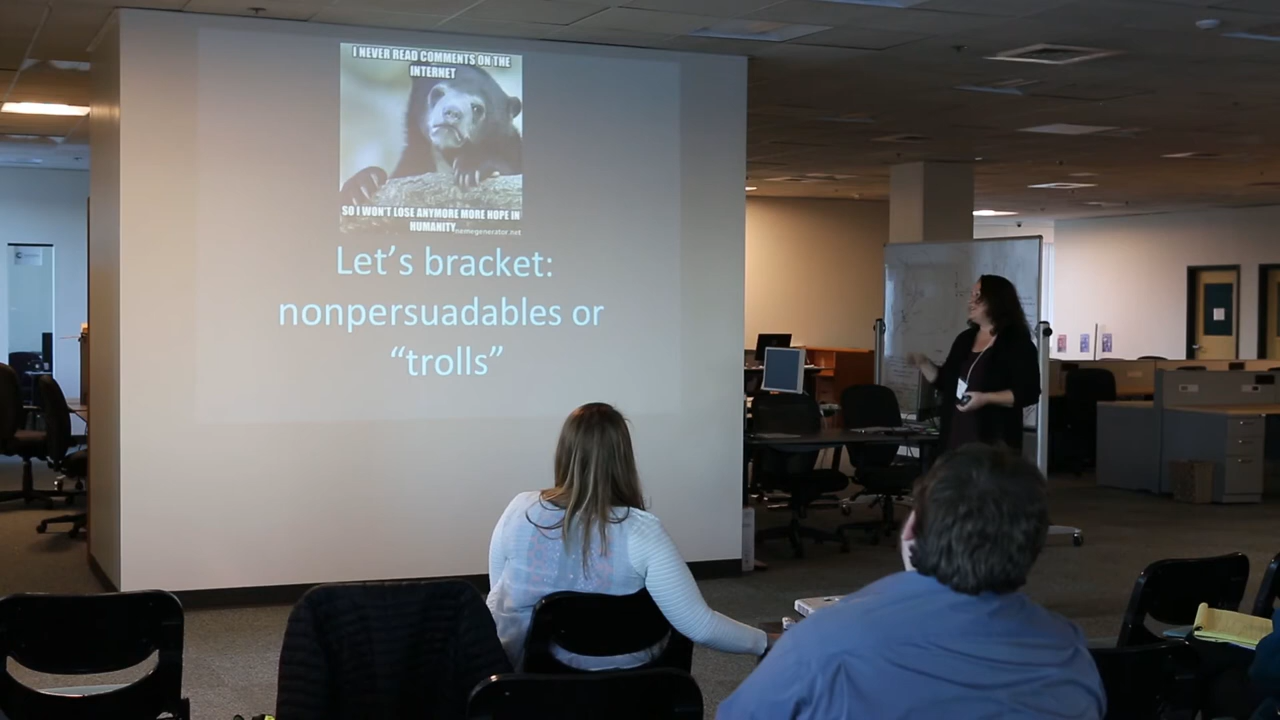 I NEVER READ COMMENTS ON THE
INTERNET
SO I WON'T LOSE ANYMORE MORE HOPE IN
HUMANITY
memegenerator.net
Let's bracket:
nonpersuadables or
“trolls”